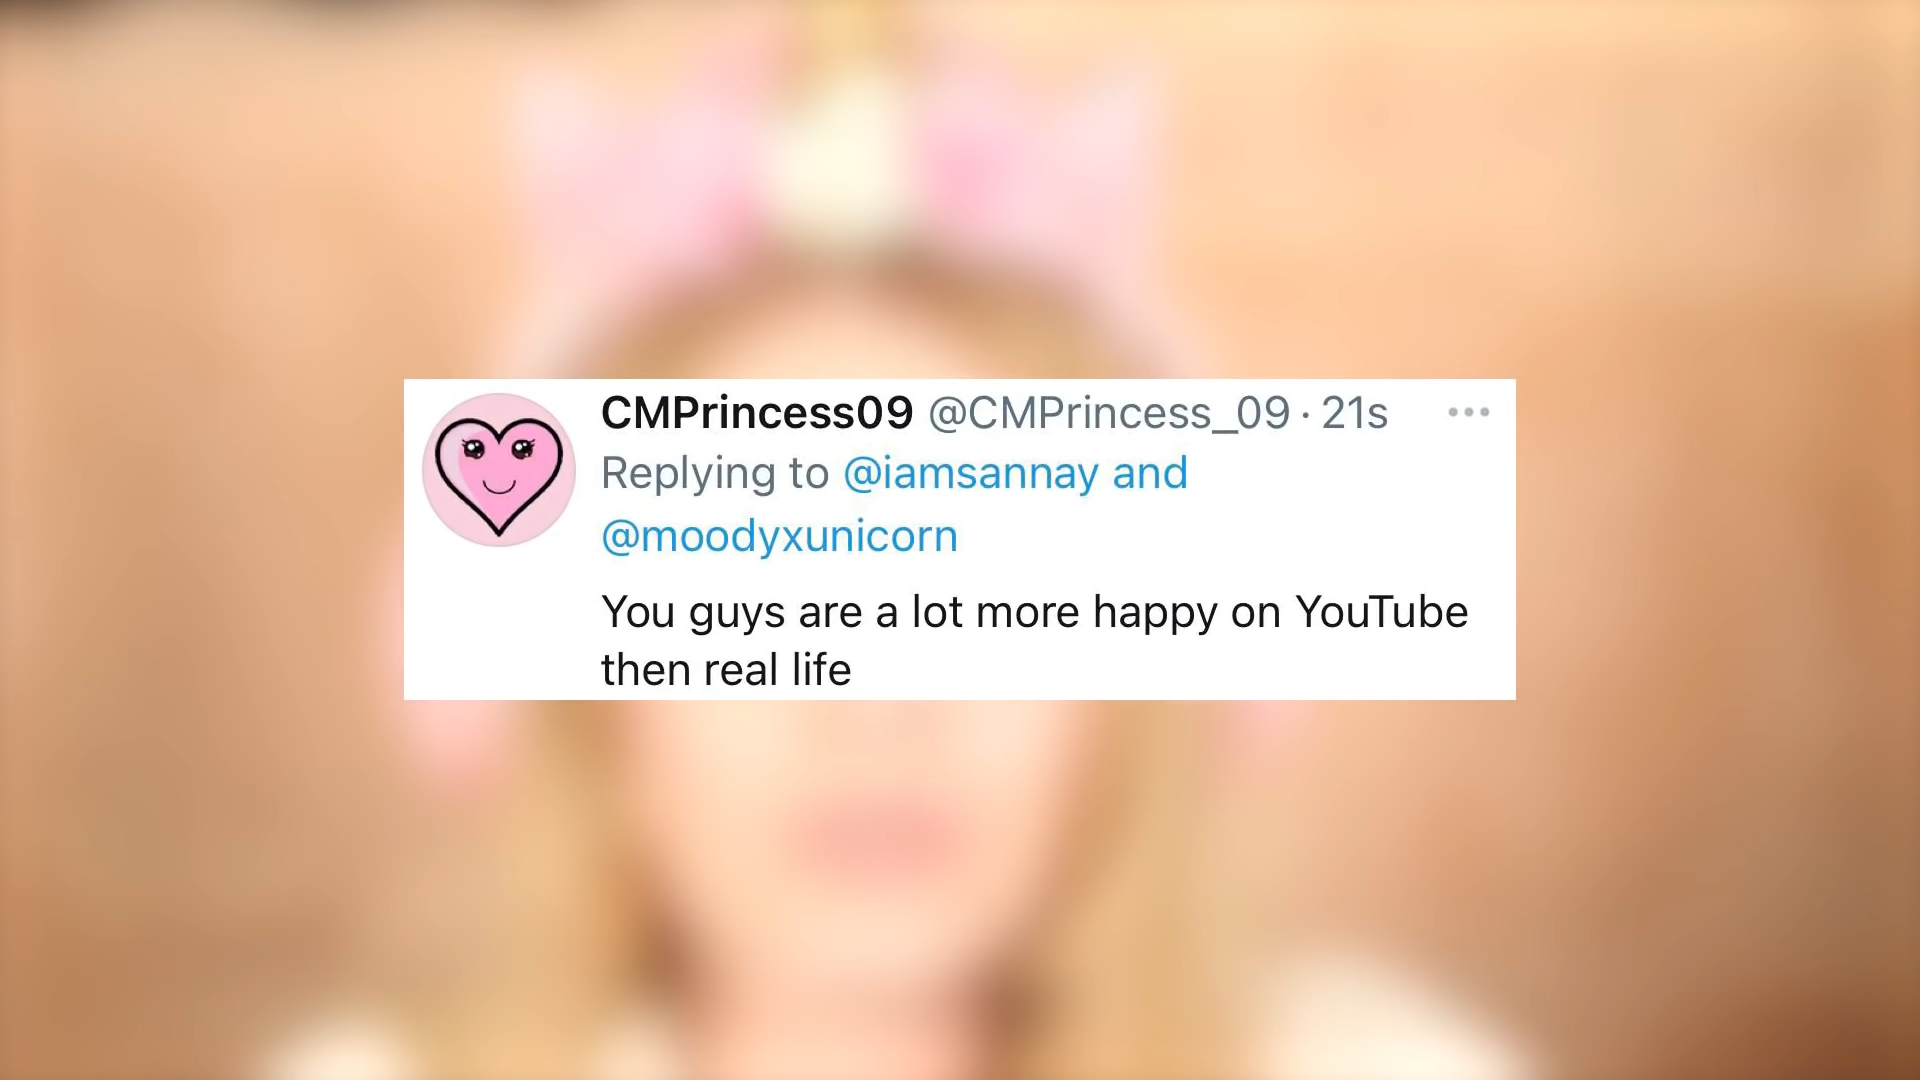 CMPrincess09 @CMPrincess_09 · 21s
Replying to @iamsannay and
@moodyxunicorn
You guys are a lot more happy on YouTube
then real life